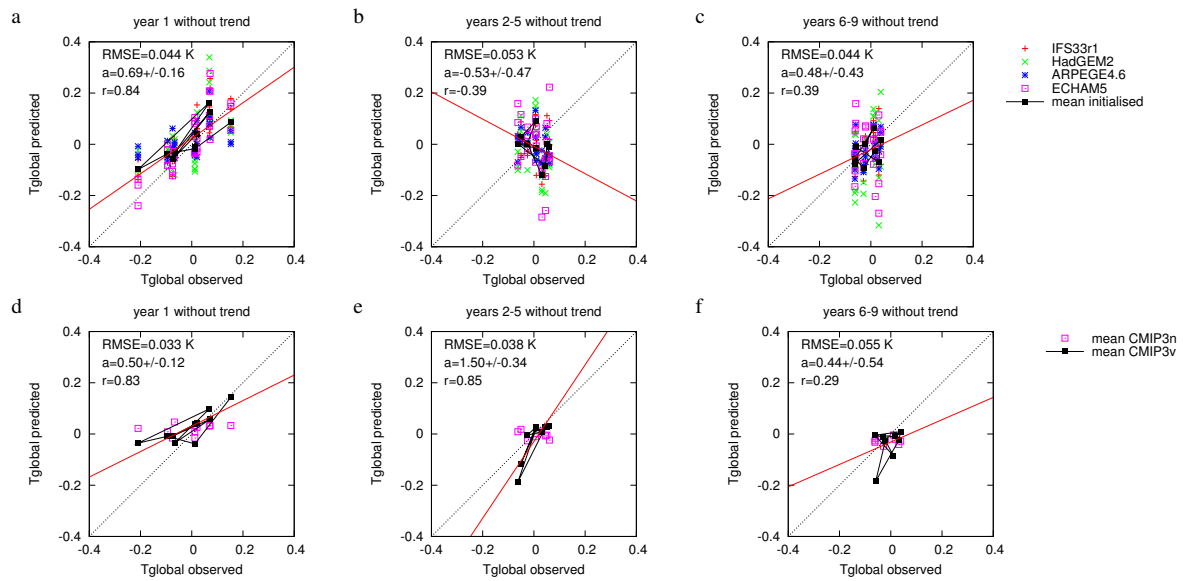 a
year 1 without trend
RMSE=0.044 K
a=0.69+/-0.16
r=0.84
0.4
0.2
0
-0.2
-0.4
-0.4 -0.2 0 0.2 0.4
Tglobal predicted
Tglobal observed
b
years 2-5 without trend
RMSE=0.053 K
a=-0.53+/-0.47
r=-0.39
0.4
0.2
0
-0.2
-0.4
-0.4 -0.2 0 0.2 0.4
Tglobal predicted
Tglobal observed
c
years 6-9 without trend
RMSE=0.044 K
a=0.48+/-0.43
r=0.39
0.4
0.2
0
-0.2
-0.4
-0.4 -0.2 0 0.2 0.4
Tglobal predicted
Tglobal observed
IFS33r1
HadGEM2
ARPEGE4.6
ECHAM5
mean initialised
d
year 1 without trend
RMSE=0.033 K
a=0.50+/-0.12
r=0.83
0.4
0.2
0
-0.2
-0.4
-0.4 -0.2 0 0.2 0.4
Tglobal predicted
Tglobal observed
e
years 2-5 without trend
RMSE=0.038 K
a=1.50+/-0.34
r=0.85
0.4
0.2
0
-0.2
-0.4
-0.4 -0.2 0 0.2 0.4
Tglobal predicted
Tglobal observed
f
years 6-9 without trend
RMSE=0.055 K
a=0.44+/-0.54
r=0.29
0.4
0.2
0
-0.2
-0.4
-0.4 -0.2 0 0.2 0.4
Tglobal predicted
Tglobal observed
mean CMIP3n
mean CMIP3v